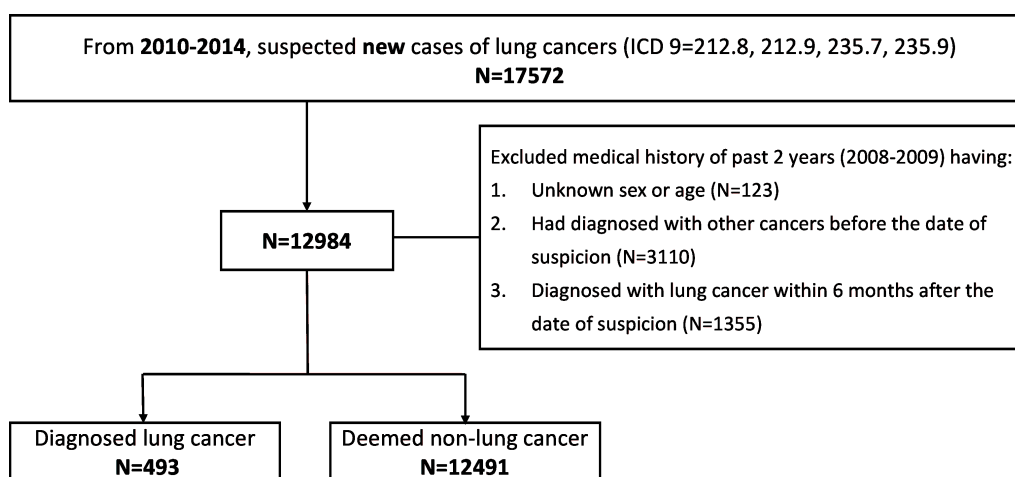 From 2010-2014, suspected new cases of lung cancers (ICD 9=212.8, 212.9, 235.7, 235.9)
N=17572
Excluded medical history of past 2 years (2008-2009) having:
1. Unknown sex or age (N=123)
2. Had diagnosed with other cancers before the date of
suspicion (N=3110)
3. Diagnosed with lung cancer within 6 months after the
date of suspicion (N=1355)
N=12984
Diagnosed lung cancer
N=493
Deemed non-lung cancer
N=12491